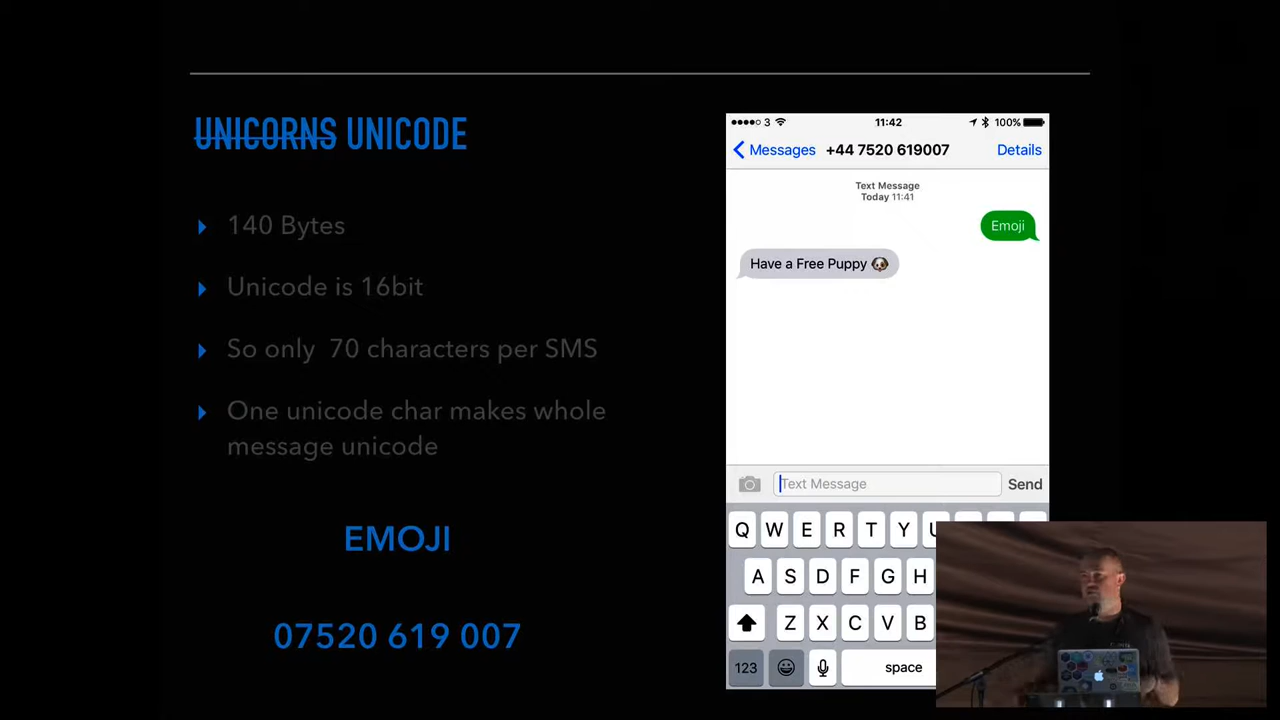 UNICORNS UNICODE
140 Bytes
Unicode is 16bit
So only 70 characters per SMS
One unicode char makes whole
message unicode
EMOJI
07520 619 007
3 11:42 100%
Messages +44 7520 619007 Details
Text Message
Today 11:41
Emoji
Have a Free Puppy 🐶
Text Message Send
Q W E R T Y U
A S D F G H
Z X C V B
123 space